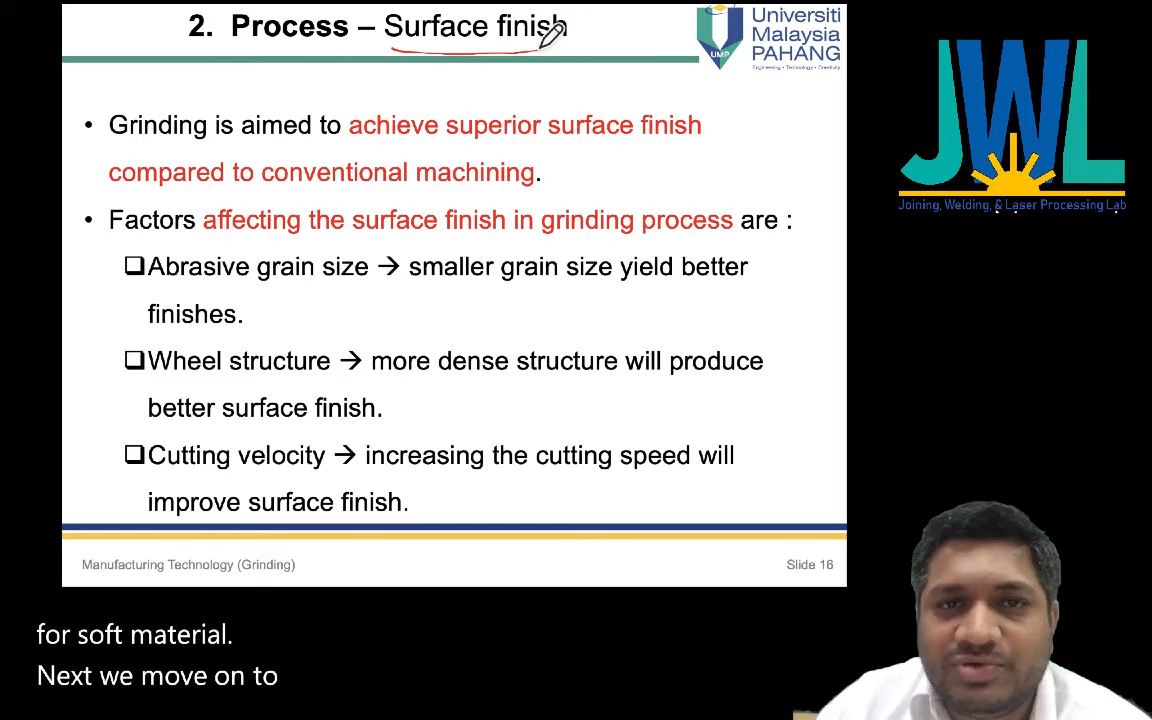 2. Process – Surface finish
Universiti
Malaysia
PAHANG
Engineering • Technology • Creativity
UMP
JWL
Joining, Welding, & Laser Processing Lab
• Grinding is aimed to achieve superior surface finish
compared to conventional machining.
• Factors affecting the surface finish in grinding process are :
❑Abrasive grain size → smaller grain size yield better
finishes.
❑Wheel structure → more dense structure will produce
better surface finish.
❑Cutting velocity → increasing the cutting speed will
improve surface finish.
Manufacturing Technology (Grinding)
Slide 16
for soft material.
Next we move on to